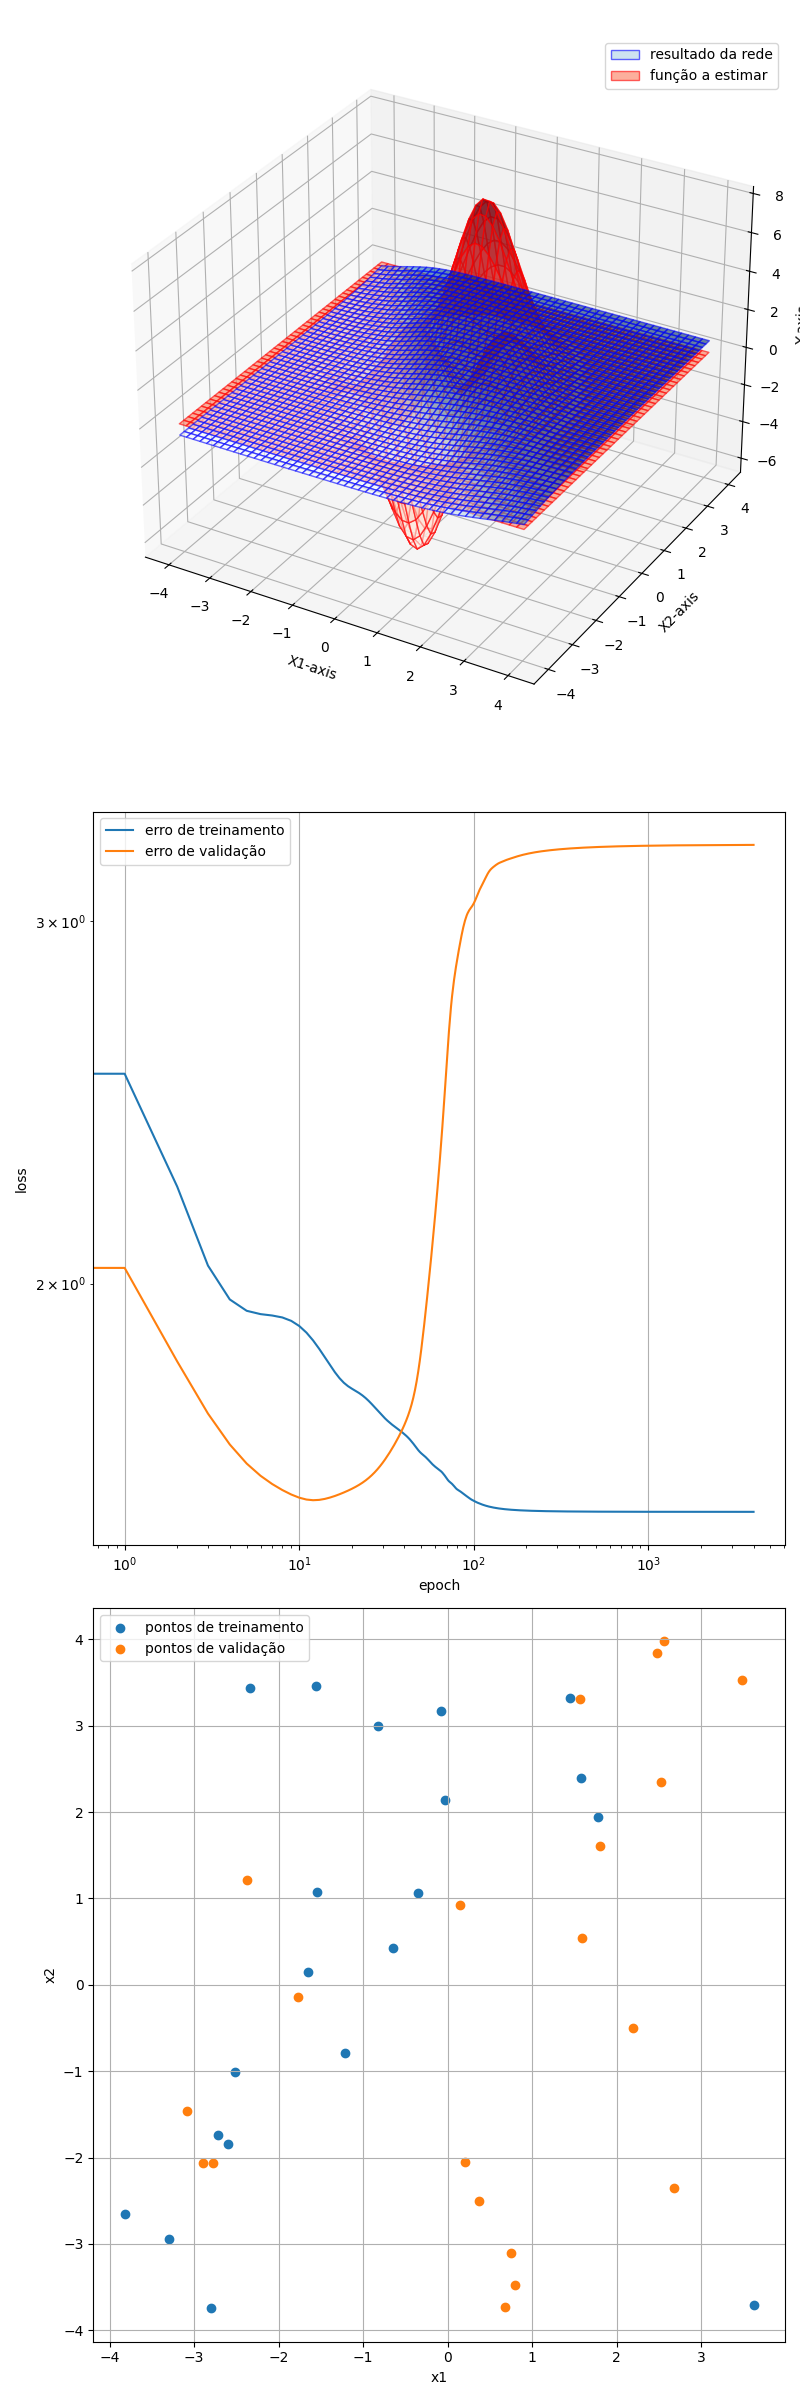 resultado da rede
função a estimar
8
6
4
2
0
−2
−4
−6
−4
−3
−2
−1
0
1
2
3
4
X1-axis
−4
−3
−2
−1
0
1
2
3
4
X2-axis
erro de treinamento
erro de validação
3 × 10⁰
2 × 10⁰
loss
10⁰ 10¹ 10² 10³
epoch
pontos de treinamento
pontos de validação
4
3
2
1
0
−1
−2
−3
−4
x2
−4 −3 −2 −1 0 1 2 3
x1